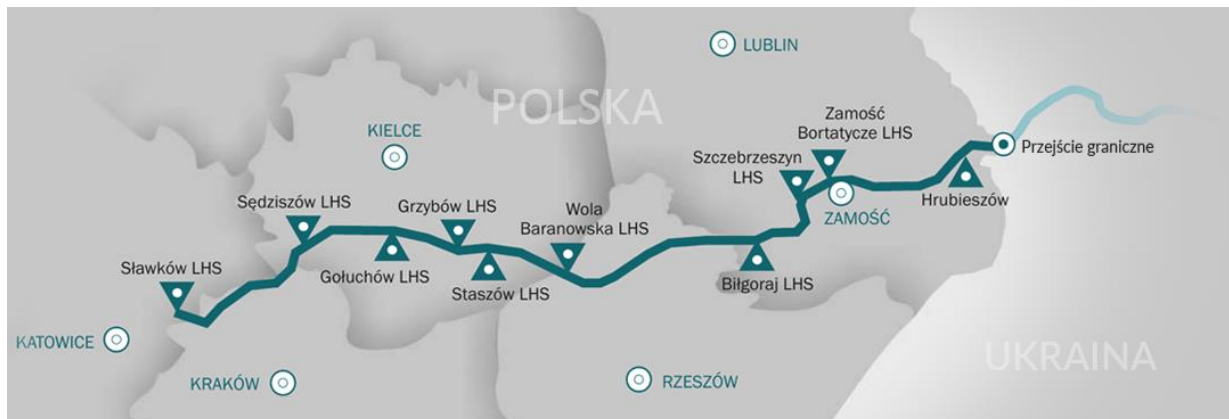 LUBLIN
POLSKA
Zamość
Bortatycze LHS
KIELCE
Szczebrzeszyn
LHS
Przejście graniczne
Sędziszów LHS
Grzybów LHS
Wola
Baranowska LHS
Hrubieszów
ZAMOŚĆ
Sławków LHS
Gołuchów LHS
Staszów LHS
Biłgoraj LHS
KATOWICE
UKRAINA
KRAKÓW
RZESZÓW